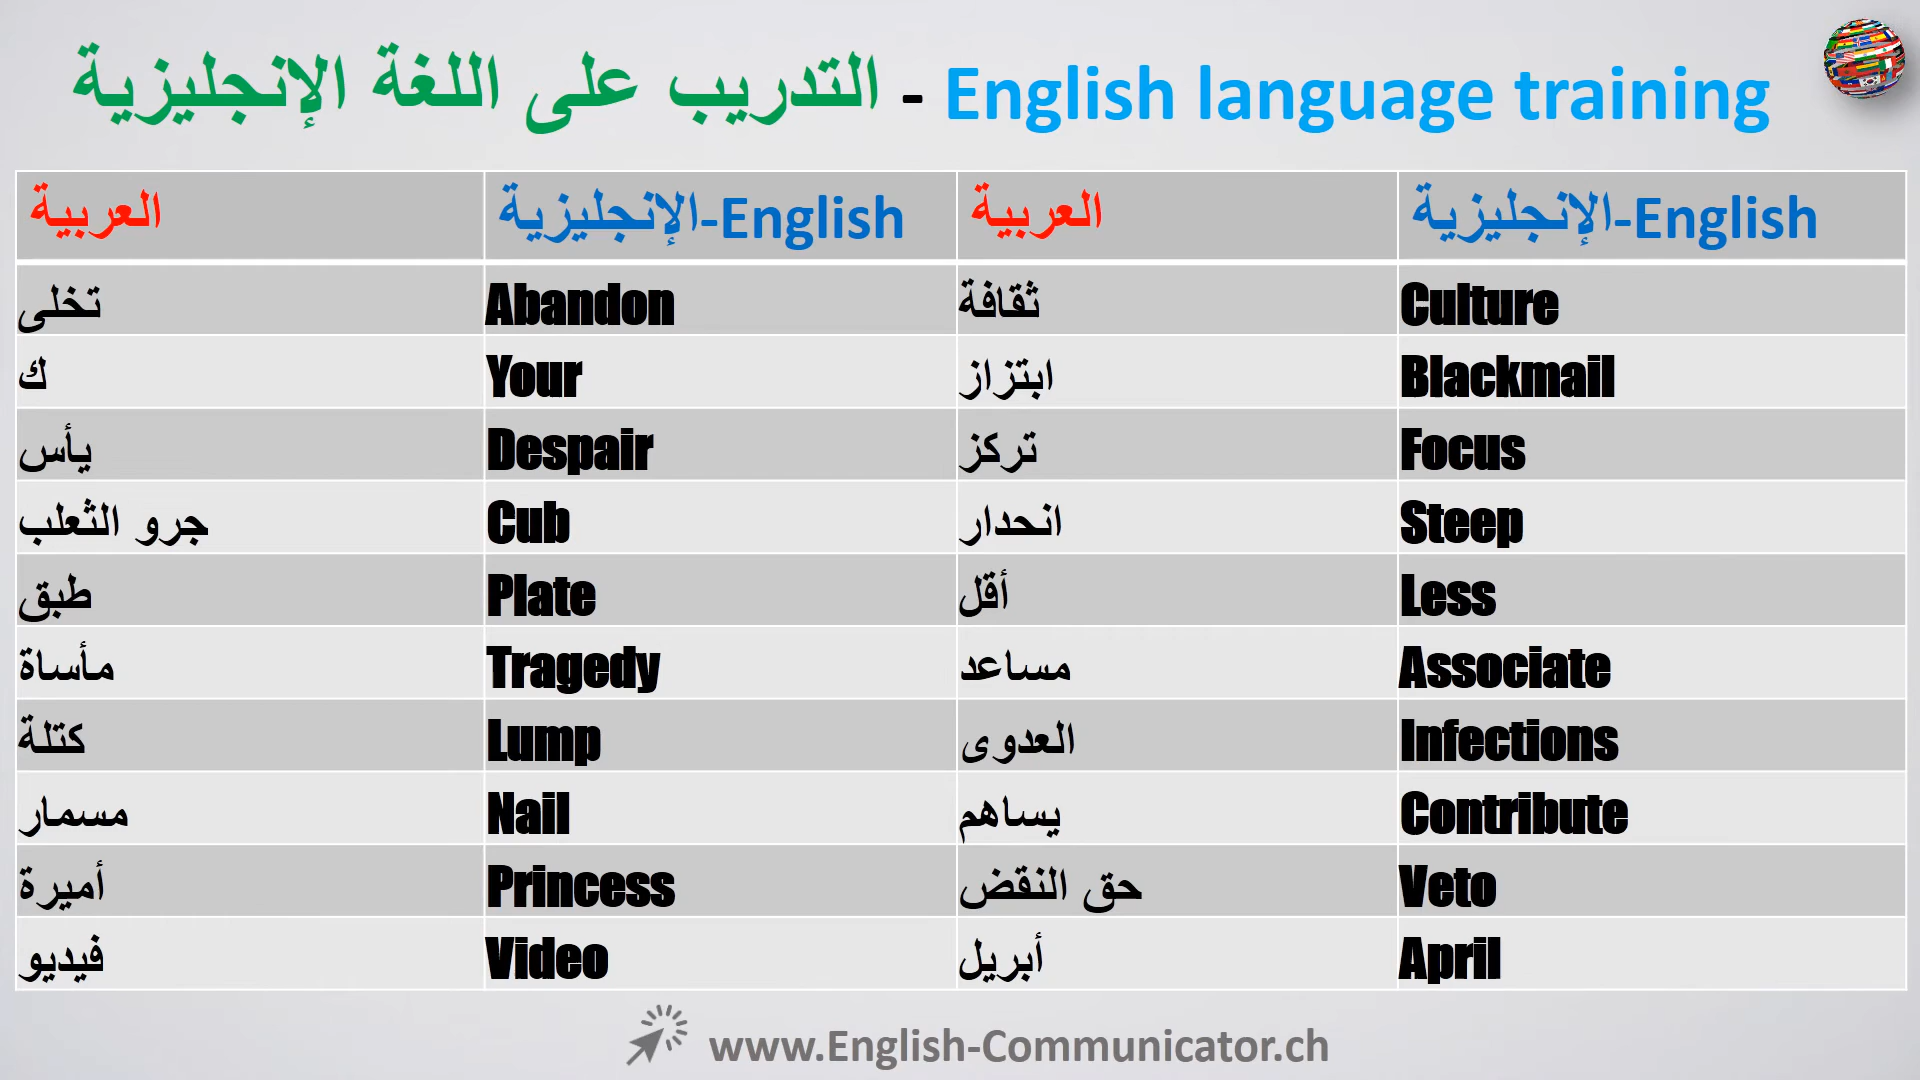 التدريب على اللغة الإنجليزية - English language training
العربية الإنجليزية-English العربية الإنجليزية-English
تخلى Abandon ثقافة Culture
ك Your ابتزاز Blackmail
يأس Despair تركز Focus
جرو الثعلب Cub انحدار Steep
طبق Plate أقل Less
مأساة Tragedy مساعد Associate
كتلة Lump العدوى Infections
مسمار Nail يساهم Contribute
أميرة Princess حق النقض Veto
فيديو Video أبريل April
www.English-Communicator.ch